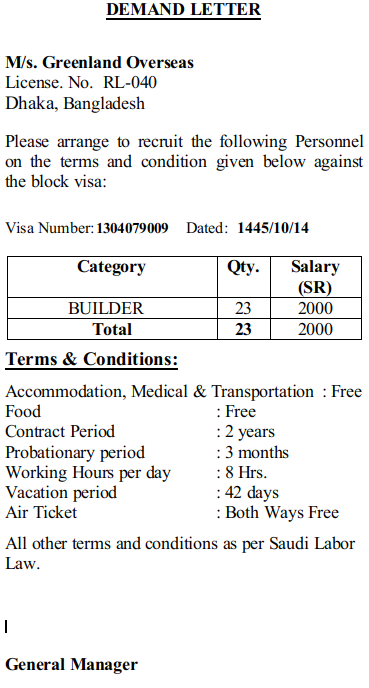 DEMAND LETTER
M/s. Greenland Overseas
License. No. RL-040
Dhaka, Bangladesh
Please arrange to recruit the following Personnel
on the terms and condition given below against
the block visa:
Visa Number: 1304079009 Dated: 1445/10/14
Category Qty. Salary
(SR)
BUILDER 23 2000
Total 23 2000
Terms & Conditions:
Accommodation, Medical & Transportation : Free
Food : Free
Contract Period : 2 years
Probationary period : 3 months
Working Hours per day : 8 Hrs.
Vacation period : 42 days
Air Ticket : Both Ways Free
All other terms and conditions as per Saudi Labor
Law.
General Manager